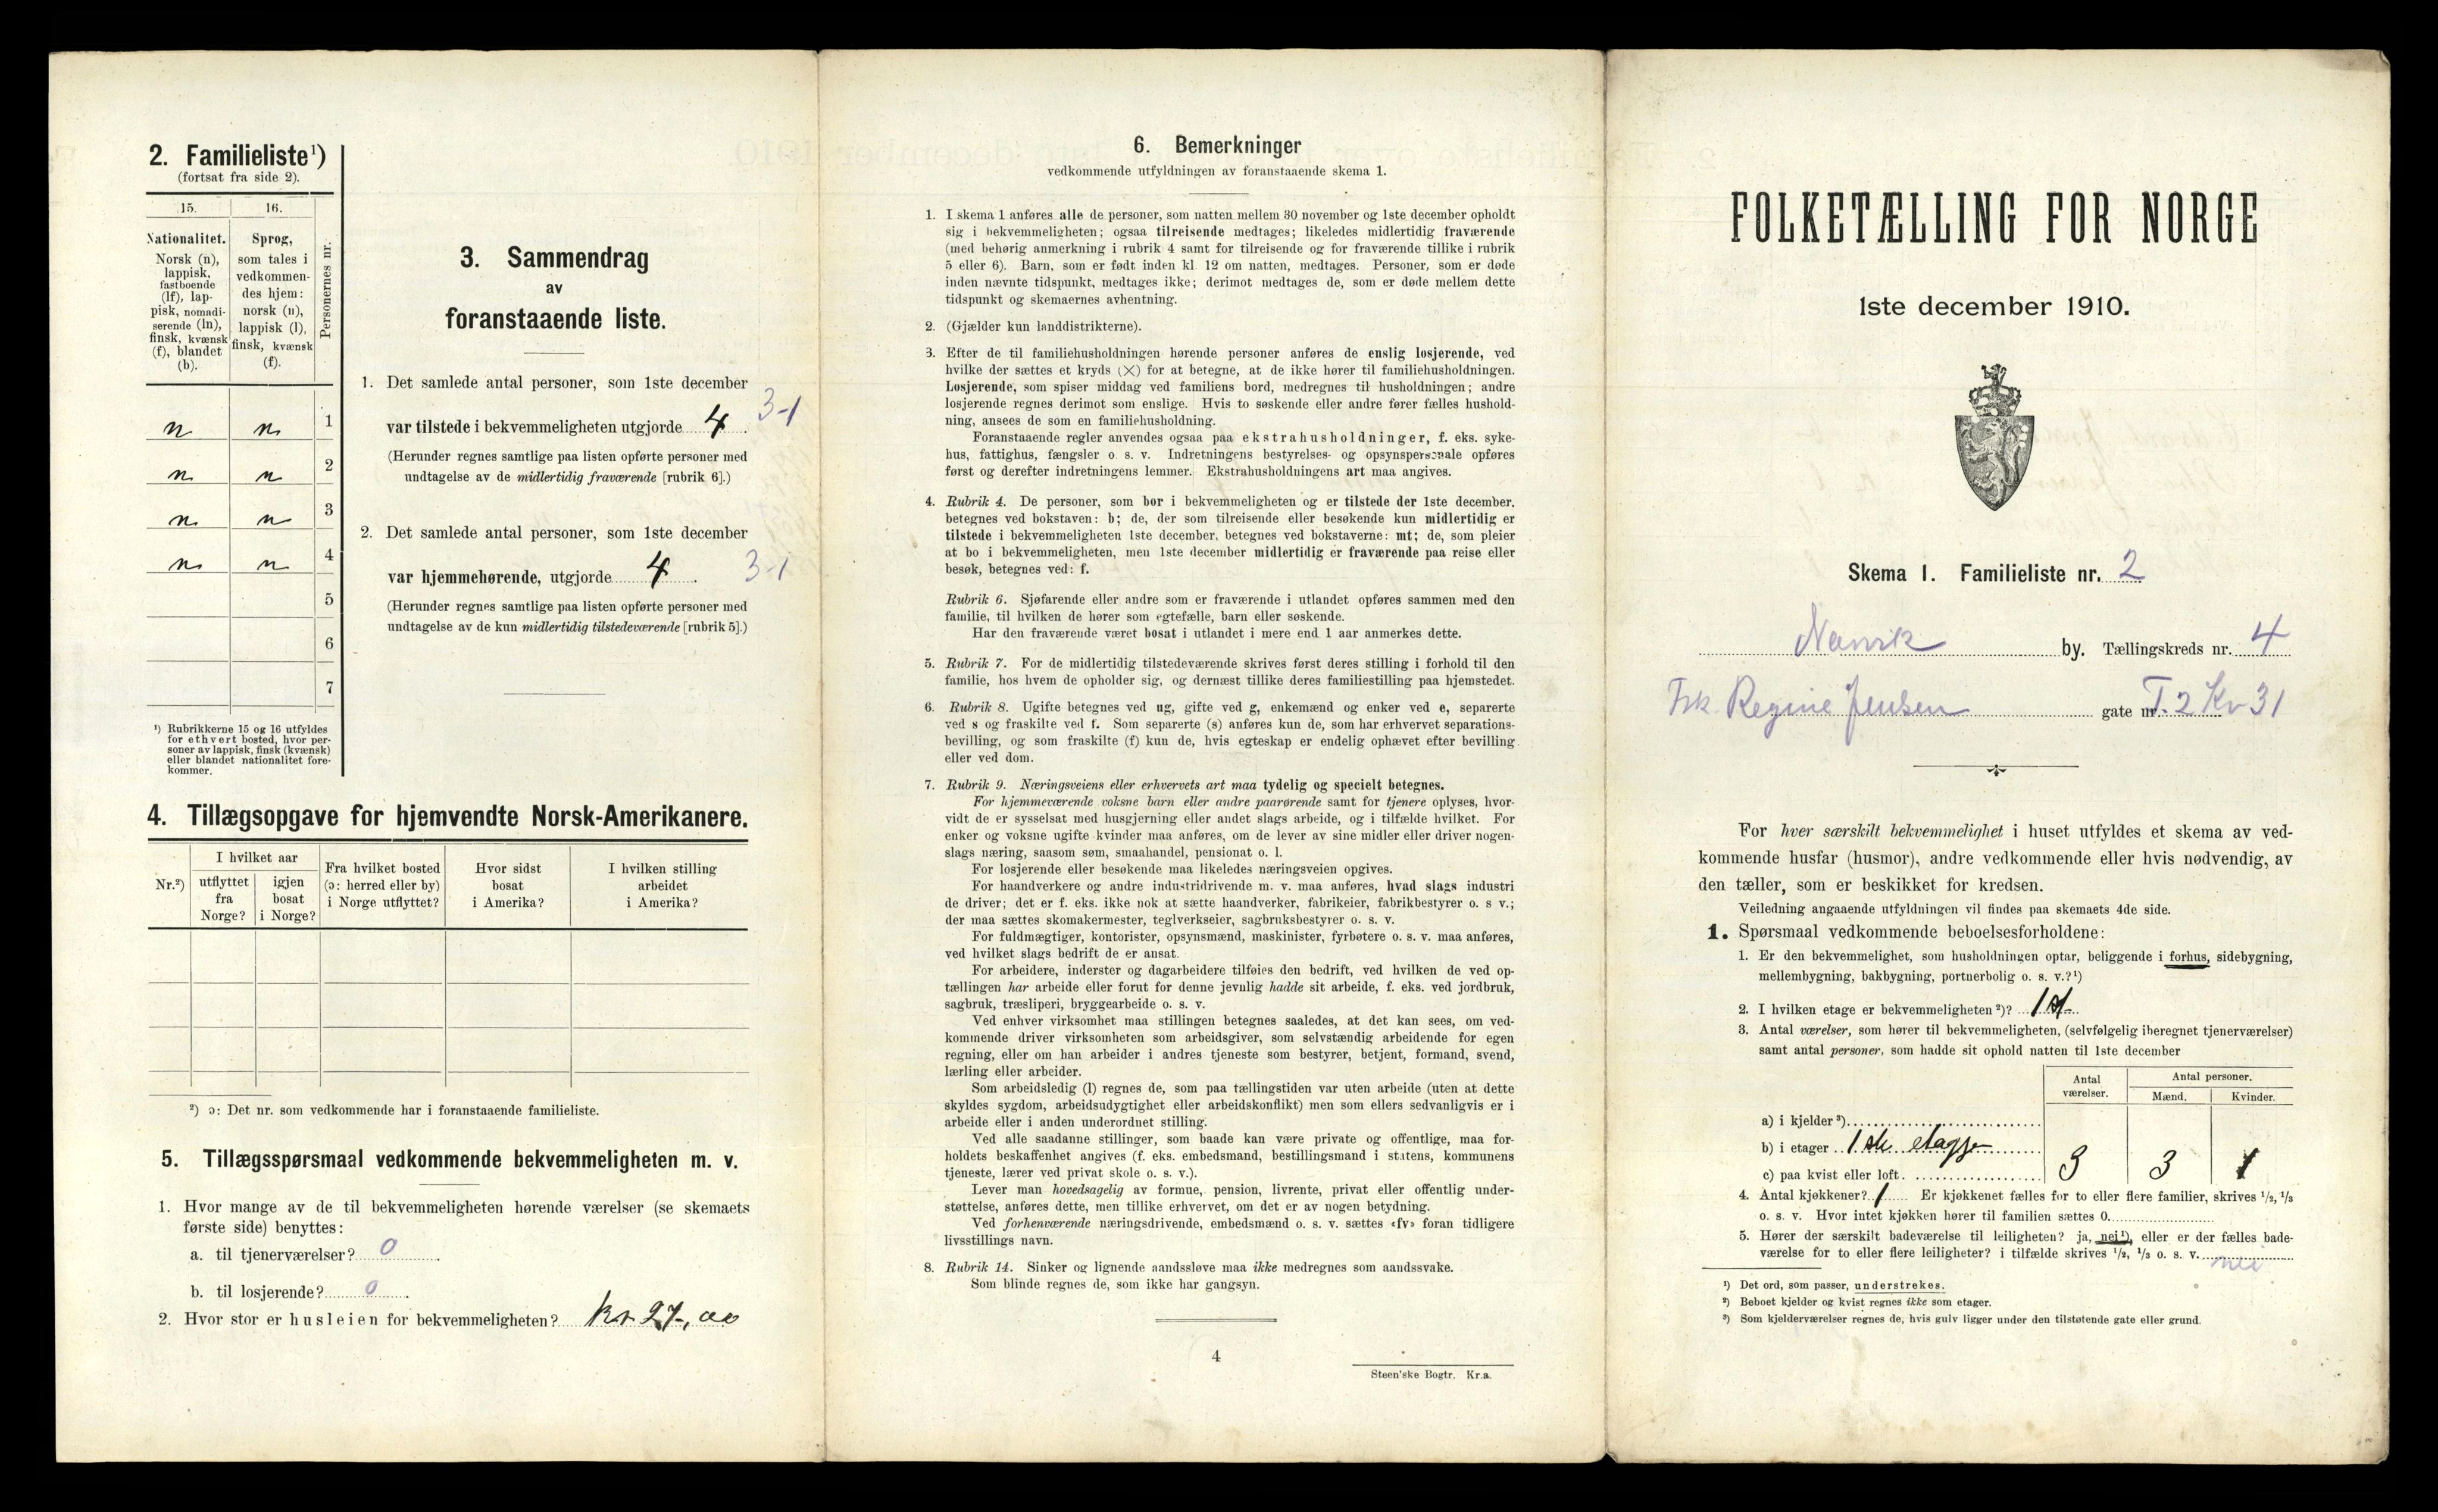 2. Familieliste¹)
(fortsat fra side 2).
15. 16.
Nationalitet.
Norsk (n),
lappisk,
fastboende
(lf), lap-
pisk, nomadi-
serende (ln),
finsk, kvænsk
(f), blandet
(b).
Sprog,
som tales i
vedkommen-
des hjem:
norsk (n),
lappisk (l),
finsk, kvænsk
(f).
Personernes nr.
n n 1
n n 2
n n 3
n n 4
5
6
7
¹) Rubrikkerne 15 og 16 utfyldes
for ethvert bosted, hvor per-
soner av lappisk, finsk (kvænsk)
eller blandet nationalitet fore-
kommer.
3. Sammendrag
av
foranstaaende liste.
1. Det samlede antal personer, som 1ste december
var tilstede i bekvemmeligheten utgjorde 4. 3-1
(Herunder regnes samtlige paa listen opførte personer med
undtagelse av de midlertidig fraværende [rubrik 6].)
2. Det samlede antal personer, som 1ste december
var hjemmehørende, utgjorde 4. 3-1
(Herunder regnes samtlige paa listen opførte personer med
undtagelse av de kun midlertidig tilstedeværende [rubrik 5].)
4. Tillægsopgave for hjemvendte Norsk-Amerikanere.
Nr.²)
I hvilket aar
utflyttet
fra
Norge?
igjen
bosat
i Norge?
Fra hvilket bosted
(ɔ: herred eller by)
i Norge utflyttet?
Hvor sidst
bosat
i Amerika?
I hvilken stilling
arbeidet
i Amerika?
²) ɔ: Det nr. som vedkommende har i foranstaaende familieliste.
5. Tillægsspørsmaal vedkommende bekvemmeligheten m. v.
1. Hvor mange av de til bekvemmeligheten hørende værelser (se skemaets
første side) benyttes:
a. til tjenerværelser? 0
b. til losjerende? 0.
2. Hvor stor er husleien for bekvemmeligheten? Kr. 27,00
6. Bemerkninger
vedkommende utfyldningen av foranstaaende skema 1.
1. I skema 1 anføres alle de personer, som natten mellem 30 november og 1ste december opholdt
sig i bekvemmeligheten; ogsaa tilreisende medtages; likeledes midlertidig fraværende
(med behørig anmerkning i rubrik 4 samt for tilreisende og for fraværende tillike i rubrik
5 eller 6). Barn, som er født inden kl. 12 om natten, medtages. Personer, som er døde
inden nævnte tidspunkt, medtages ikke; derimot medtages de, som er døde mellem dette
tidspunkt og skemaernes avhentning.
2. (Gjælder kun landdistrikterne).
3. Efter de til familiehusholdningen hørende personer anføres de enslig losjerende, ved
hvilke der sættes et kryds (×) for at betegne, at de ikke hører til familiehusholdningen.
Losjerende, som spiser middag ved familiens bord, medregnes til husholdningen; andre
losjerende regnes derimot som enslige. Hvis to søskende eller andre fører fælles hushold-
ning, ansees de som en familiehusholdning.
Foranstaaende regler anvendes ogsaa paa ekstrahusholdninger, f. eks. syke-
hus, fattighus, fængsler o. s. v. Indretningens bestyrelses- og opsynspersonale opføres
først og derefter indretningens lemmer. Ekstrahusholdningens art maa angives.
4. Rubrik 4. De personer, som bor i bekvemmeligheten og er tilstede der 1ste december,
betegnes ved bokstaven: b; de, der som tilreisende eller besøkende kun midlertidig er
tilstede i bekvemmeligheten 1ste december, betegnes ved bokstaverne: mt; de, som pleier
at bo i bekvemmeligheten, men 1ste december midlertidig er fraværende paa reise eller
besøk, betegnes ved: f.
Rubrik 6. Sjøfarende eller andre som er fraværende i utlandet opføres sammen med den
familie, til hvilken de hører som egtefælle, barn eller søskende.
Har den fraværende været bosat i utlandet i mere end 1 aar anmerkes dette.
5. Rubrik 7. For de midlertidig tilstedeværende skrives først deres stilling i forhold til den
familie, hos hvem de opholder sig, og dernæst tillike deres familiestilling paa hjemstedet.
6. Rubrik 8. Ugifte betegnes ved ug, gifte ved g, enkemænd og enker ved e, separerte
ved s og fraskilte ved f. Som separerte (s) anføres kun de, som har erhvervet separations-
bevilling, og som fraskilte (f) kun de, hvis egteskap er endelig ophævet efter bevilling
eller ved dom.
7. Rubrik 9. Næringsveiens eller erhvervets art maa tydelig og specielt betegnes.
For hjemmeværende voksne barn eller andre paarørende samt for tjenere oplyses, hvor-
vidt de er sysselsat med husgjerning eller andet slags arbeide, og i tilfælde hvilket. For
enker og voksne ugifte kvinder maa anføres, om de lever av sine midler eller driver nogen-
slags næring, saasom søm, smaahandel, pensionat o. l.
For losjerende eller besøkende maa likeledes næringsveien opgives.
For haandverkere og andre industridrivende m. v. maa anføres, hvad slags industri
de driver; det er f. eks. ikke nok at sætte haandverker, fabrikeier, fabrikbestyrer o. s v.;
der maa sættes skomakermester, teglverkseier, sagbruksbestyrer o. s. v.
For fuldmægtiger, kontorister, opsynsmænd, maskinister, fyrbøtere o. s. v. maa anføres,
ved hvilket slags bedrift de er ansat.
For arbeidere, inderster og dagarbeidere tilføies den bedrift, ved hvilken de ved op-
tællingen har arbeide eller forut for denne jevnlig hadde sit arbeide, f. eks. ved jordbruk,
sagbruk, træsliperi, bryggearbeide o. s. v.
Ved enhver virksomhet maa stillingen betegnes saaledes, at det kan sees, om ved-
kommende driver virksomheten som arbeidsgiver, som selvstændig arbeidende for egen
regning, eller om han arbeider i andres tjeneste som bestyrer, betjent, formand, svend,
lærling eller arbeider.
Som arbeidsledig (l) regnes de, som paa tællingstiden var uten arbeide (uten at dette
skyldes sygdom, arbeidsudygtighet eller arbeidskonflikt) men som ellers sedvanligvis er i
arbeide eller i anden underordnet stilling.
Ved alle saadanne stillinger, som baade kan være private og offentlige, maa for-
holdets beskaffenhet angives (f. eks. embedsmand, bestillingsmand i statens, kommunens
tjeneste, lærer ved privat skole o. s. v.).
Lever man hovedsagelig av formue, pension, livrente, privat eller offentlig under-
støttelse, anføres dette, men tillike erhvervet, om det er av nogen betydning.
Ved forhenværende næringsdrivende, embedsmænd o. s. v. sættes «fv» foran tidligere
livsstillings navn.
8. Rubrik 14. Sinker og lignende aandssløve maa ikke medregnes som aandssvake.
Som blinde regnes de, som ikke har gangsyn.
4
Steen'ske Bogtr. Kr.a.
FOLKETÆLLING FOR NORGE
1ste december 1910.
Skema 1. Familieliste nr. 2
Narvik by. Tællingskreds nr. 4
Frk. Regine Jensen gate nr. T. 2 Kv 31
For hver særskilt bekvemmelighet i huset utfyldes et skema av ved-
kommende husfar (husmor), andre vedkommende eller hvis nødvendig, av
den tæller, som er beskikket for kredsen.
Veiledning angaaende utfyldningen vil findes paa skemaets 4de side.
1. Spørsmaal vedkommende beboelsesforholdene:
1. Er den bekvemmelighet, som husholdningen optar, beliggende i forhus, sidebygning,
mellembygning, bakbygning, portnerbolig o. s. v.?¹)
2. I hvilken etage er bekvemmeligheten²)? 1st
3. Antal værelser, som hører til bekvemmeligheten, (selvfølgelig iberegnet tjenerværelser)
samt antal personer, som hadde sit ophold natten til 1ste december
Antal
værelser.
Antal personer.
Mænd. Kvinder.
a) i kjelder³)
b) i etager 1ste etagje 3 3 1
c) paa kvist eller loft.
4. Antal kjøkkener? 1 Er kjøkkenet fælles for to eller flere familier, skrives 1/2, 1/3
o. s. v. Hvor intet kjøkken hører til familien sættes 0.
5. Hører der særskilt badeværelse til leiligheten? ja, nei¹), eller er der fælles bade-
værelse for to eller flere leiligheter? i tilfælde skrives 1/2, 1/3 o. s. v. nei.
¹) Det ord, som passer, understrekes.
²) Beboet kjelder og kvist regnes ikke som etager.
³) Som kjelderværelser regnes de, hvis gulv ligger under den tilstøtende gate eller grund.